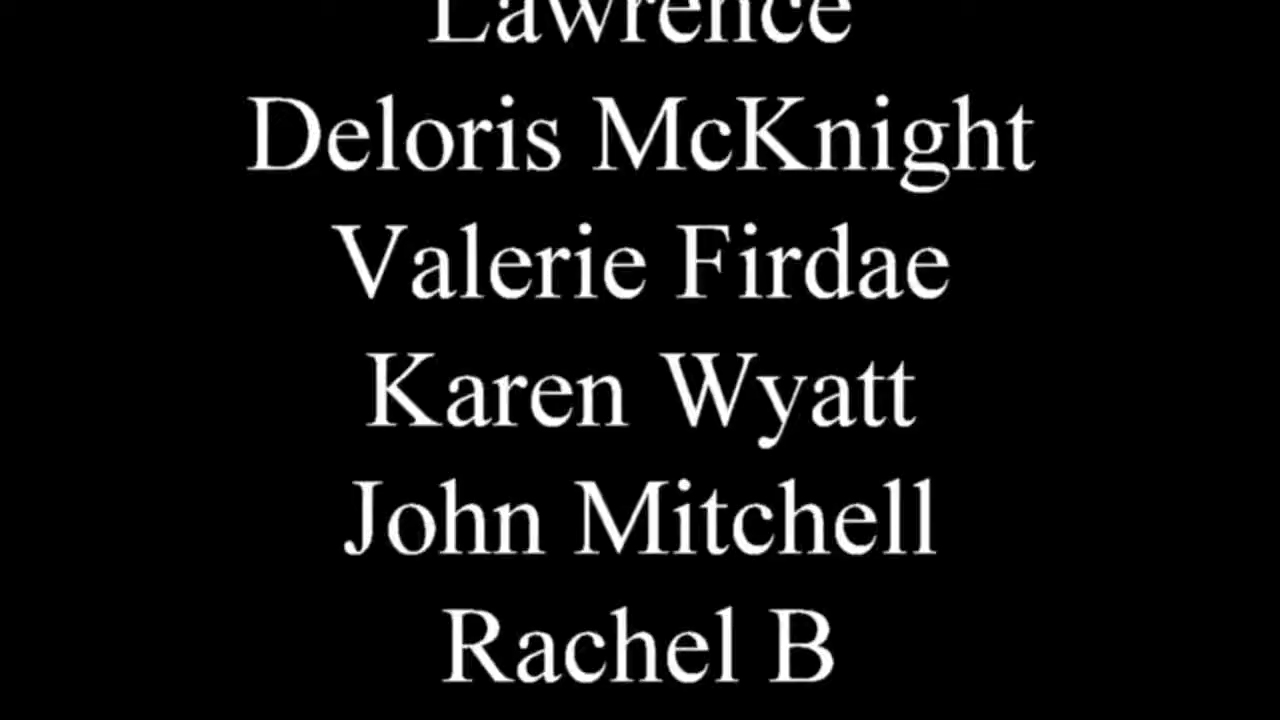 Lawrence
Deloris McKnight
Valerie Firdae
Karen Wyatt
John Mitchell
Rachel B